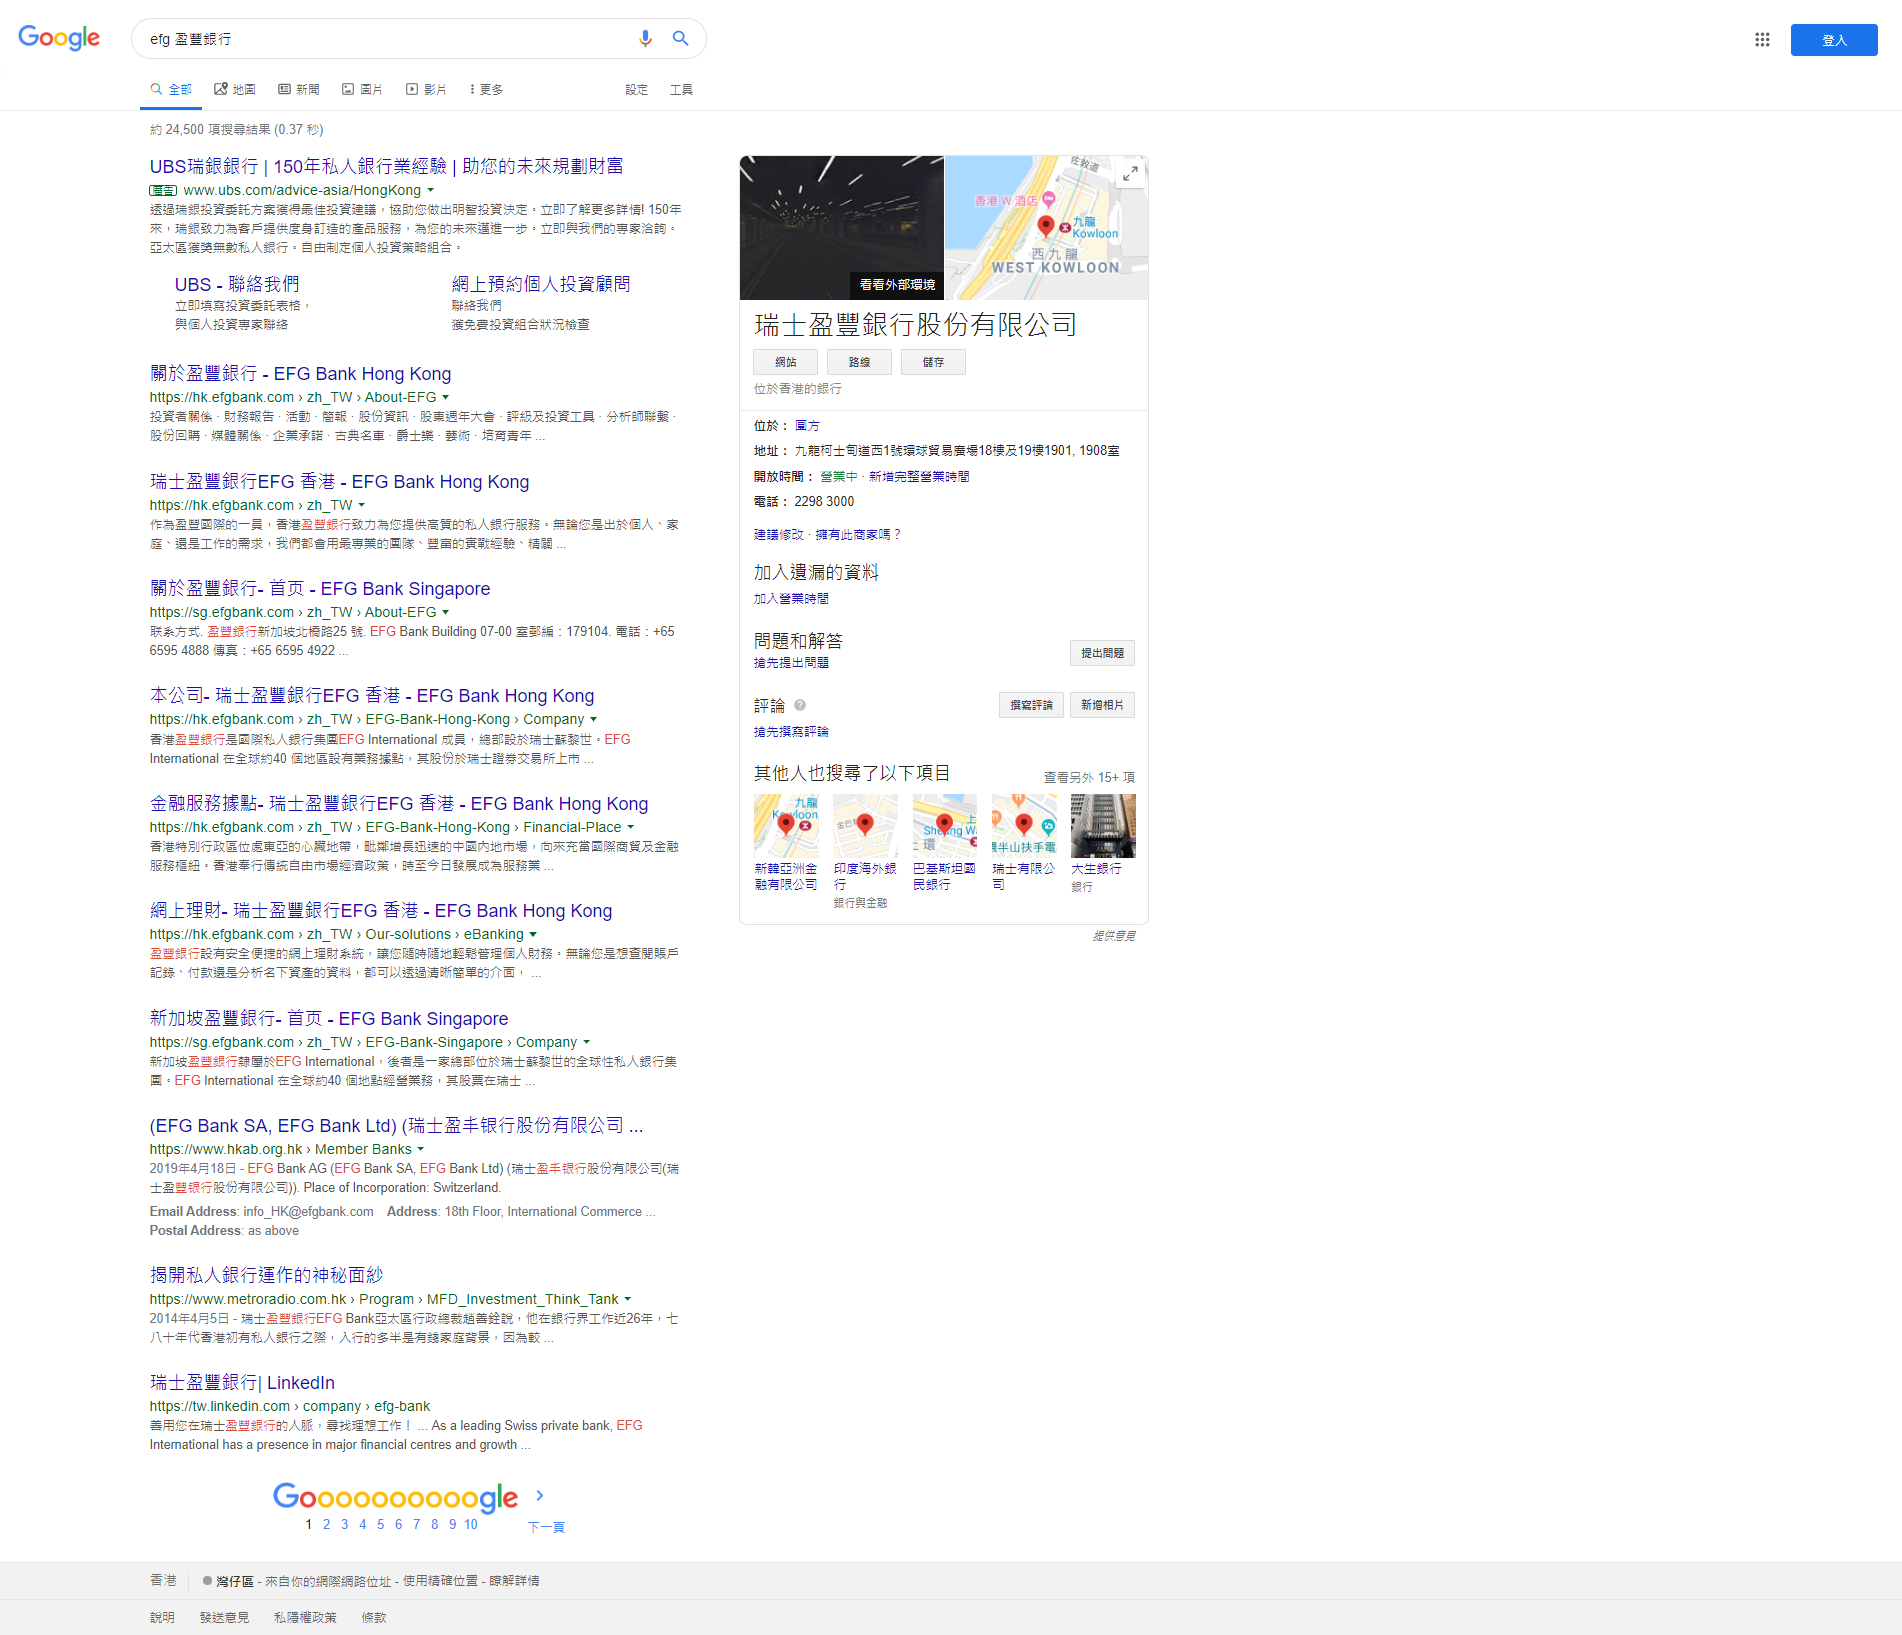 Google
efg 盈豐銀行
登入
全部 地圖 新聞 圖片 影片 更多 設定 工具
約 24,500 項搜尋結果 (0.37 秒)
UBS瑞銀銀行 | 150年私人銀行業經驗 | 助您的未來規劃財富
廣告 www.ubs.com/advice-asia/HongKong
透過瑞銀投資委託方案獲得最佳投資建議，協助您做出明智投資決定。立即了解更多詳情! 150年
來，瑞銀致力為客戶提供度身訂造的產品服務，為您的未來邁進一步。立即與我們的專家洽詢。
亞太區獲獎無數私人銀行。自由制定個人投資策略組合。
UBS - 聯絡我們
立即填寫投資委託表格，
與個人投資專家聯絡
網上預約個人投資顧問
聯絡我們
獲免費投資組合狀況檢查
關於盈豐銀行 - EFG Bank Hong Kong
https://hk.efgbank.com › zh_TW › About-EFG
投資者關係 · 財務報告 · 活動 · 簡報 · 股份資訊 · 股東週年大會 · 評級及投資工具 · 分析師聯繫 ·
股份回購 · 媒體關係 · 企業承諾 · 古典名車 · 爵士樂 · 藝術 · 培育青年 ...
瑞士盈豐銀行EFG 香港 - EFG Bank Hong Kong
https://hk.efgbank.com › zh_TW
作為盈豐國際的一員，香港盈豐銀行致力為您提供高質的私人銀行服務。無論您是出於個人、家
庭、還是工作的需求，我們都會用最專業的團隊、豐富的實戰經驗、精闢 ...
關於盈豐銀行- 首页 - EFG Bank Singapore
https://sg.efgbank.com › zh_TW › About-EFG
联系方式. 盈豐銀行新加坡北橋路25 號. EFG Bank Building 07-00 室郵編：179104. 電話：+65
6595 4888 傳真：+65 6595 4922 ...
本公司- 瑞士盈豐銀行EFG 香港 - EFG Bank Hong Kong
https://hk.efgbank.com › zh_TW › EFG-Bank-Hong-Kong › Company
香港盈豐銀行是國際私人銀行集團EFG International 成員，總部設於瑞士蘇黎世。EFG
International 在全球約40 個地區設有業務據點，其股份於瑞士證券交易所上市 ...
金融服務據點- 瑞士盈豐銀行EFG 香港 - EFG Bank Hong Kong
https://hk.efgbank.com › zh_TW › EFG-Bank-Hong-Kong › Financial-Place
香港特別行政區位處東亞的心臟地帶，毗鄰增長迅速的中國內地市場，向來充當國際商貿及金融
服務樞紐。香港奉行傳統自由市場經濟政策，時至今日發展成為服務業 ...
網上理財- 瑞士盈豐銀行EFG 香港 - EFG Bank Hong Kong
https://hk.efgbank.com › zh_TW › Our-solutions › eBanking
盈豐銀行設有安全便捷的網上理財系統，讓您隨時隨地輕鬆管理個人財務。無論您是想查閱賬戶
記錄、付款還是分析名下資產的資料，都可以透過清晰簡單的介面， ...
新加坡盈豐銀行- 首页 - EFG Bank Singapore
https://sg.efgbank.com › zh_TW › EFG-Bank-Singapore › Company
新加坡盈豐銀行隸屬於EFG International，後者是一家總部位於瑞士蘇黎世的全球性私人銀行集
團。EFG International 在全球約40 個地點經營業務，其股票在瑞士 ...
(EFG Bank SA, EFG Bank Ltd) (瑞士盈丰银行股份有限公司 ...
https://www.hkab.org.hk › Member Banks
2019年4月18日 - EFG Bank AG (EFG Bank SA, EFG Bank Ltd) (瑞士盈丰银行股份有限公司(瑞
士盈豐银行股份有限公司)). Place of Incorporation: Switzerland.
Email Address: info_HK@efgbank.com Address: 18th Floor, International Commerce ...
Postal Address: as above
揭開私人銀行運作的神秘面紗
https://www.metroradio.com.hk › Program › MFD_Investment_Think_Tank
2014年4月5日 - 瑞士盈豐銀行EFG Bank亞太區行政總裁趙善銓說，他在銀行界工作近26年，七
八十年代香港初有私人銀行之際，入行的多半是有錢家庭背景，因為較 ...
瑞士盈豐銀行| LinkedIn
https://tw.linkedin.com › company › efg-bank
善用您在瑞士盈豐銀行的人脈，尋找理想工作！ ... As a leading Swiss private bank, EFG
International has a presence in major financial centres and growth ...
Goooooooooogle
1 2 3 4 5 6 7 8 9 10 下一頁
看看外部環境
佐敦道
香港 W 酒店
九龍
Kowloon
西九龍
WEST KOWLOON
瑞士盈豐銀行股份有限公司
網站 路線 儲存
位於香港的銀行
位於： 圓方
地址： 九龍柯士甸道西1號環球貿易廣場18樓及19樓1901, 1908室
開放時間： 營業中 · 新增完整營業時間
電話： 2298 3000
建議修改 · 擁有此商家嗎？
加入遺漏的資料
加入營業時間
問題和解答
搶先提出問題
提出問題
評論
撰寫評論 新增相片
搶先撰寫評論
其他人也搜尋了以下項目
查看另外 15+ 項
新韓亞洲金
融有限公司
印度海外銀
行
銀行與金融
巴基斯坦國
民銀行
瑞士有限公
司
大生銀行
銀行
提供意見
香港 灣仔區 - 來自你的網際網路位址 - 使用精確位置 - 瞭解詳情
說明 發送意見 私隱權政策 條款